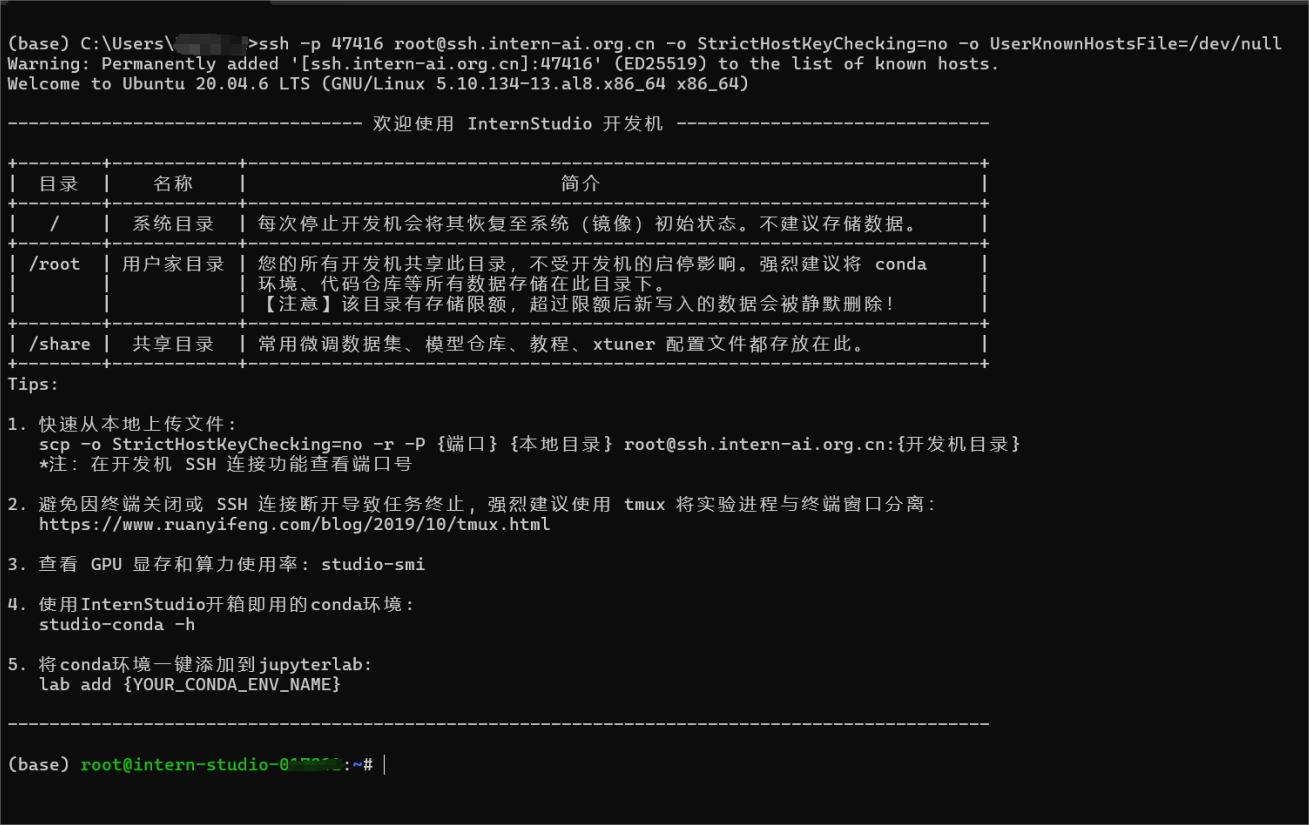 (base) C:\Users\>ssh -p 47416 root@ssh.intern-ai.org.cn -o StrictHostKeyChecking=no -o UserKnownHostsFile=/dev/null
Warning: Permanently added '[ssh.intern-ai.org.cn]:47416' (ED25519) to the list of known hosts.
Welcome to Ubuntu 20.04.6 LTS (GNU/Linux 5.10.134-13.al8.x86_64 x86_64)
---------------------------------- 欢迎使用 InternStudio 开发机 ------------------------------
+--------+------------+----------------------------------------------------------------------+
| 目录 | 名称 | 简介 |
+--------+------------+----------------------------------------------------------------------+
| / | 系统目录 | 每次停止开发机会将其恢复至系统（镜像）初始状态。不建议存储数据。 |
+--------+------------+----------------------------------------------------------------------+
| /root | 用户家目录 | 您的所有开发机共享此目录，不受开发机的启停影响。强烈建议将 conda |
| | | 环境、代码仓库等所有数据存储在此目录下。 |
| | | 【注意】该目录有存储限额，超过限额后新写入的数据会被静默删除！ |
+--------+------------+----------------------------------------------------------------------+
| /share | 共享目录 | 常用微调数据集、模型仓库、教程、xtuner 配置文件都存放在此。 |
+--------+------------+----------------------------------------------------------------------+
Tips:
1. 快速从本地上传文件：
scp -o StrictHostKeyChecking=no -r -P {端口} {本地目录} root@ssh.intern-ai.org.cn:{开发机目录}
*注：在开发机 SSH 连接功能查看端口号
2. 避免因终端关闭或 SSH 连接断开导致任务终止，强烈建议使用 tmux 将实验进程与终端窗口分离：
https://www.ruanyifeng.com/blog/2019/10/tmux.html
3. 查看 GPU 显存和算力使用率：studio-smi
4. 使用InternStudio开箱即用的conda环境：
studio-conda -h
5. 将conda环境一键添加到jupyterlab:
lab add {YOUR_CONDA_ENV_NAME}
----------------------------------------------------------------------------------------------
(base) root@intern-studio-:~#